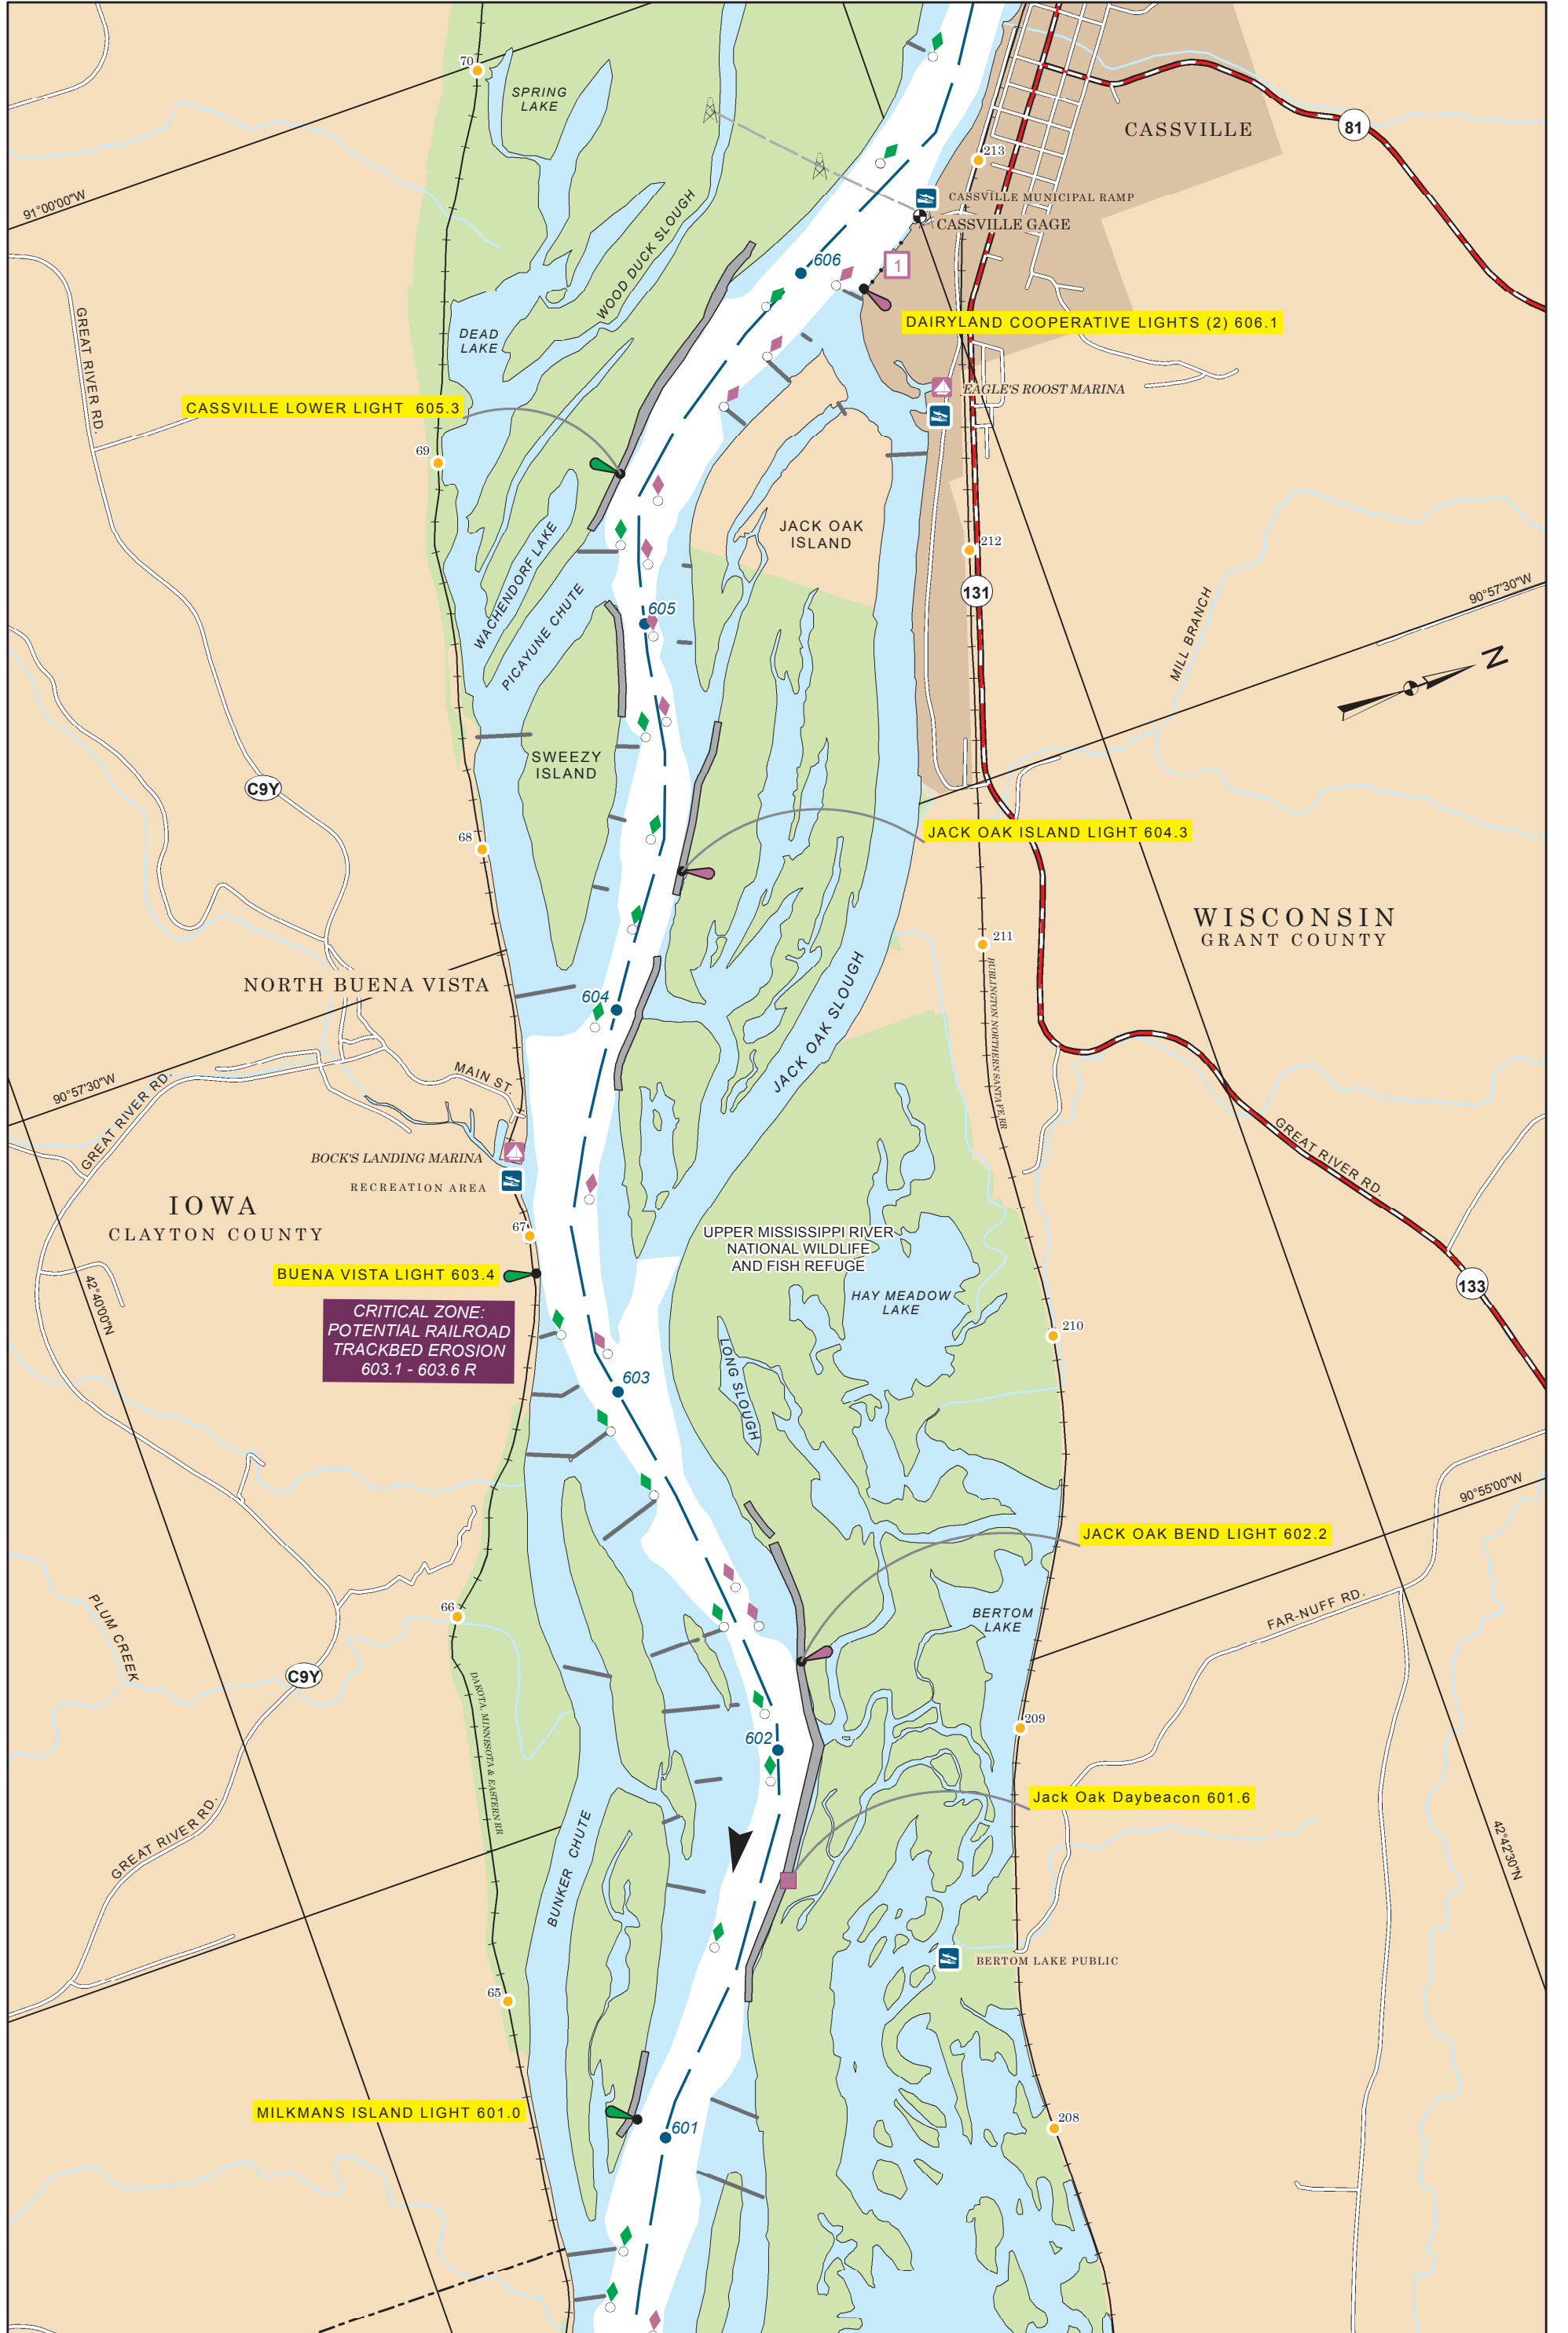 70
SPRING
LAKE
CASSVILLE
81
213
91°00'00"W
CASSVILLE MUNICIPAL RAMP
CASSVILLE GAGE
WOOD DUCK SLOUGH
606
1
DAIRYLAND COOPERATIVE LIGHTS (2) 606.1
GREAT RIVER RD.
DEAD
LAKE
EAGLE'S ROOST MARINA
CASSVILLE LOWER LIGHT 605.3
69
JACK OAK
ISLAND
212
WACHENDORF LAKE
PICAYUNE CHUTE
131
605
90°57'30"W
MILL BRANCH
N
SWEEZY
ISLAND
C9Y
68
JACK OAK ISLAND LIGHT 604.3
WISCONSIN
GRANT COUNTY
211
BURLINGTON NORTHERN SANTA FE RR
NORTH BUENA VISTA
604
JACK OAK SLOUGH
MAIN ST.
90°57'30"W
GREAT RIVER RD.
GREAT RIVER RD.
BOCK'S LANDING MARINA
RECREATION AREA
IOWA
CLAYTON COUNTY
67
UPPER MISSISSIPPI RIVER
NATIONAL WILDLIFE
AND FISH REFUGE
BUENA VISTA LIGHT 603.4
133
42°40'00"N
HAY MEADOW
LAKE
CRITICAL ZONE:
POTENTIAL RAILROAD
TRACKBED EROSION
603.1 - 603.6 R
210
LONG SLOUGH
603
90°55'00"W
JACK OAK BEND LIGHT 602.2
66
PLUM CREEK
BERTOM
LAKE
FAR-NUFF RD.
C9Y
DAKOTA, MINNESOTA & EASTERN RR
209
602
Jack Oak Daybeacon 601.6
GREAT RIVER RD.
BUNKER CHUTE
42°42'30"N
BERTOM LAKE PUBLIC
65
MILKMANS ISLAND LIGHT 601.0
601
208